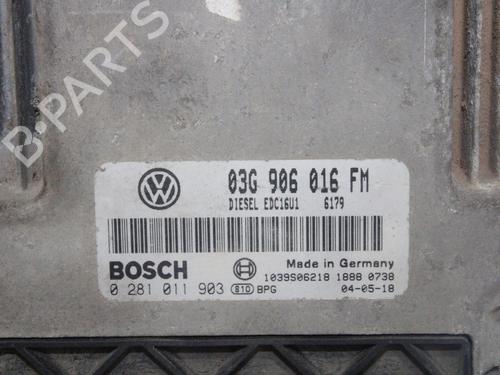 B-PARTS
03G 906 016 FM
DIESEL EDC16U1 6179
BOSCH
Made in Germany
1039S06218 1888 0738
0 281 011 903 810 BPG 04-05-18